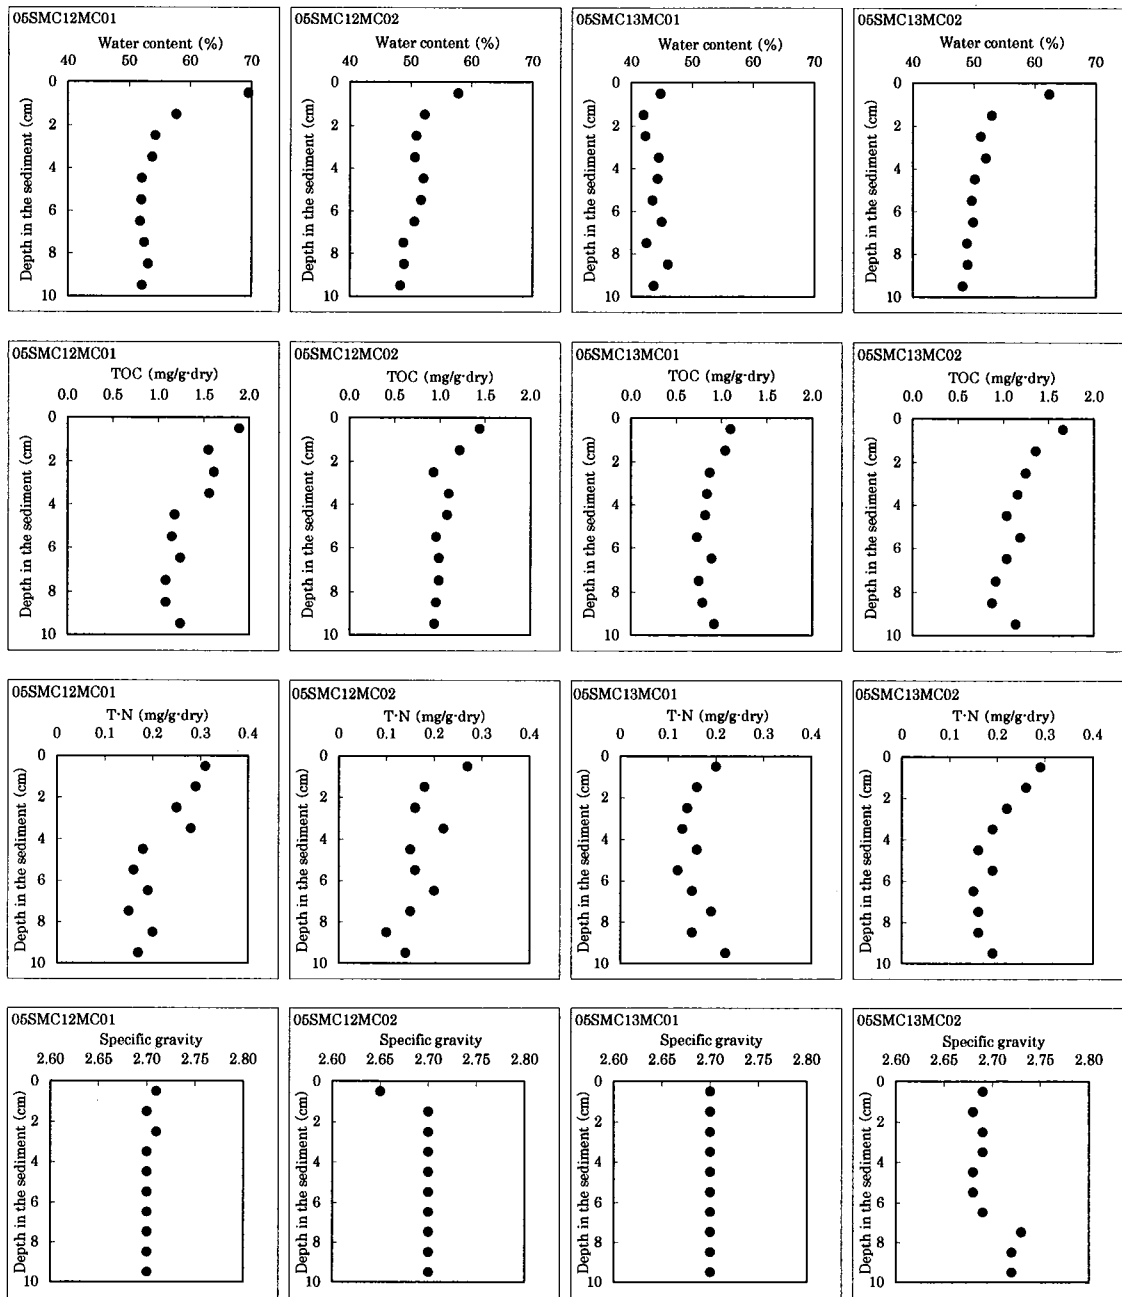 05SMC12MC01 05SMC12MC02 05SMC13MC01 05SMC13MC02
Water content (%) Water content (%) Water content (%) Water content (%)
40 50 60 70 40 50 60 70 40 50 60 70 40 50 60 70
0 0 0 0
2 2 2 2
4 4 4 4
6 6 6 6
8 8 8 8
10 10 10 10
Depth in the sediment (cm) Depth in the sediment (cm) Depth in the sediment (cm) Depth in the sediment (cm)
05SMC12MC01 05SMC12MC02 05SMC13MC01 05SMC13MC02
TOC (mg/g-dry) TOC (mg/g-dry) TOC (mg/g-dry) TOC (mg/g-dry)
0.0 0.5 1.0 1.5 2.0 0.0 0.5 1.0 1.5 2.0 0.0 0.5 1.0 1.5 2.0 0.0 0.5 1.0 1.5 2.0
0 0 0 0
2 2 2 2
4 4 4 4
6 6 6 6
8 8 8 8
10 10 10 10
Depth in the sediment (cm) Depth in the sediment (cm) Depth in the sediment (cm) Depth in the sediment (cm)
05SMC12MC01 05SMC12MC02 05SMC13MC01 05SMC13MC02
T-N (mg/g-dry) T-N (mg/g-dry) T-N (mg/g-dry) T-N (mg/g-dry)
0 0.1 0.2 0.3 0.4 0 0.1 0.2 0.3 0.4 0 0.1 0.2 0.3 0.4 0 0.1 0.2 0.3 0.4
0 0 0 0
2 2 2 2
4 4 4 4
6 6 6 6
8 8 8 8
10 10 10 10
Depth in the sediment (cm) Depth in the sediment (cm) Depth in the sediment (cm) Depth in the sediment (cm)
05SMC12MC01 05SMC12MC02 05SMC13MC01 05SMC13MC02
Specific gravity Specific gravity Specific gravity Specific gravity
2.60 2.65 2.70 2.75 2.80 2.60 2.65 2.70 2.75 2.80 2.60 2.65 2.70 2.75 2.80 2.60 2.65 2.70 2.75 2.80
0 0 0 0
2 2 2 2
4 4 4 4
6 6 6 6
8 8 8 8
10 10 10 10
Depth in the sediment (cm) Depth in the sediment (cm) Depth in the sediment (cm) Depth in the sediment (cm)